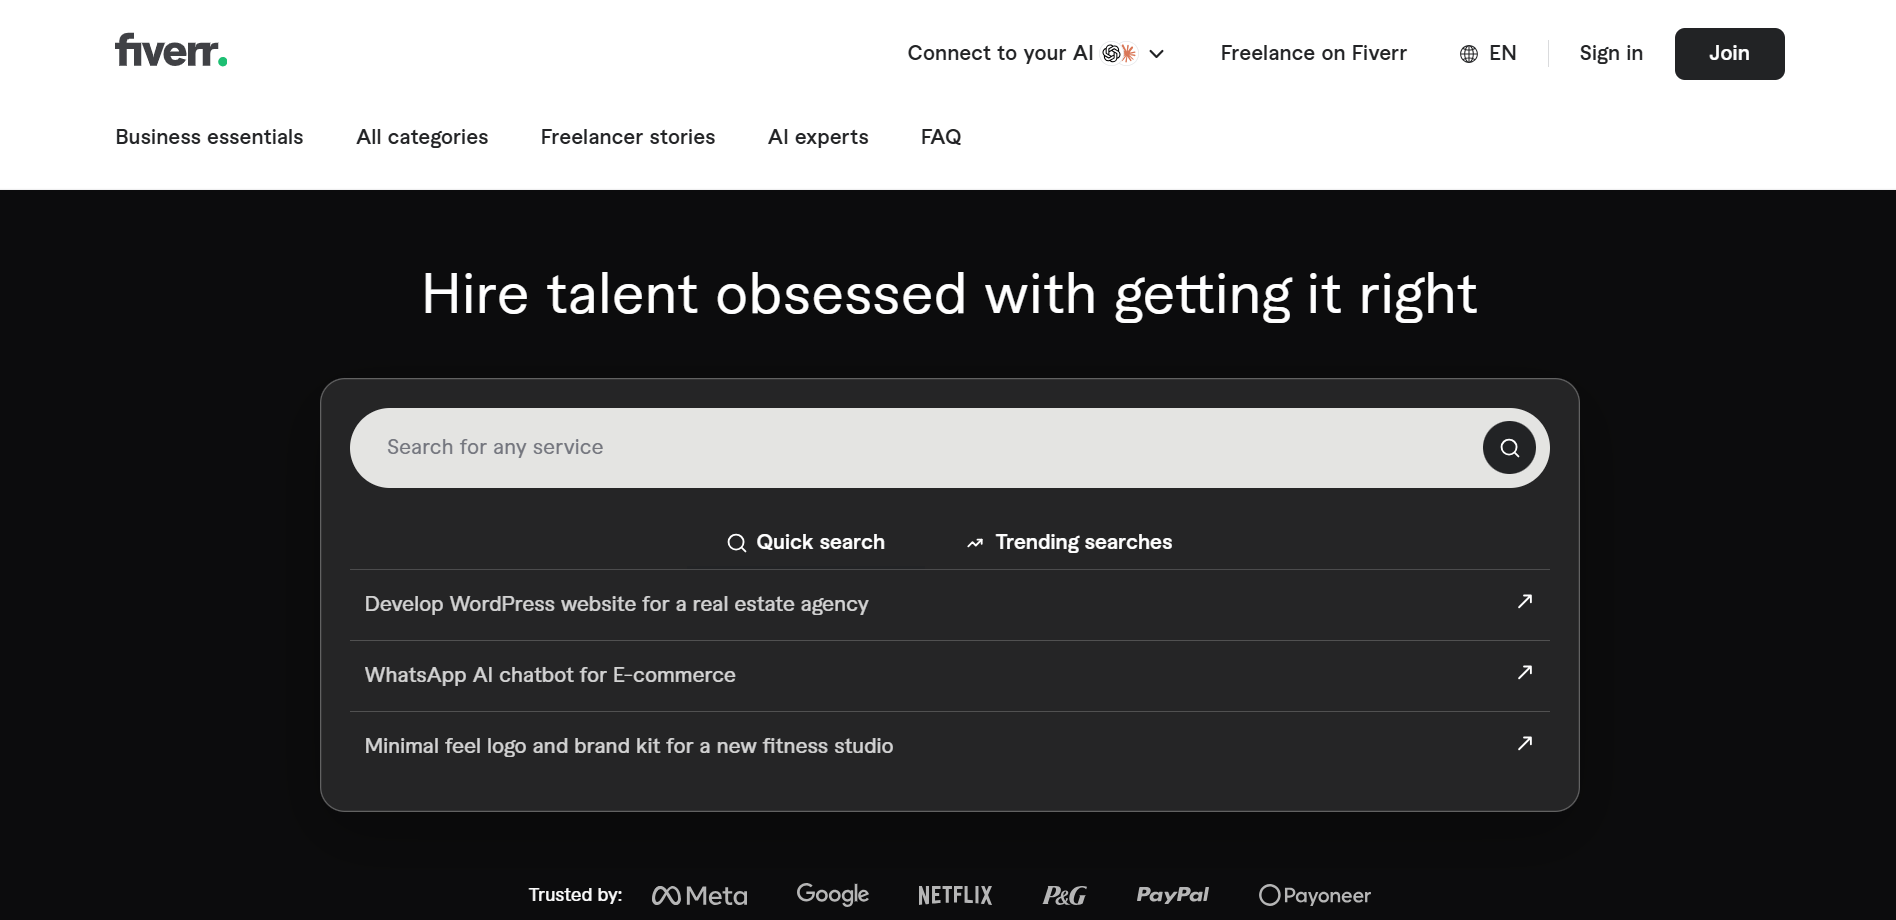 fiverr.
Connect to your AI
Freelance on Fiverr
EN
Sign in
Join
Business essentials
All categories
Freelancer stories
AI experts
FAQ
Hire talent obsessed with getting it right
Search for any service
Quick search
Trending searches
Develop WordPress website for a real estate agency
WhatsApp AI chatbot for E-commerce
Minimal feel logo and brand kit for a new fitness studio
Trusted by:
Meta
Google
NETFLIX
P&G
PayPal
Payoneer